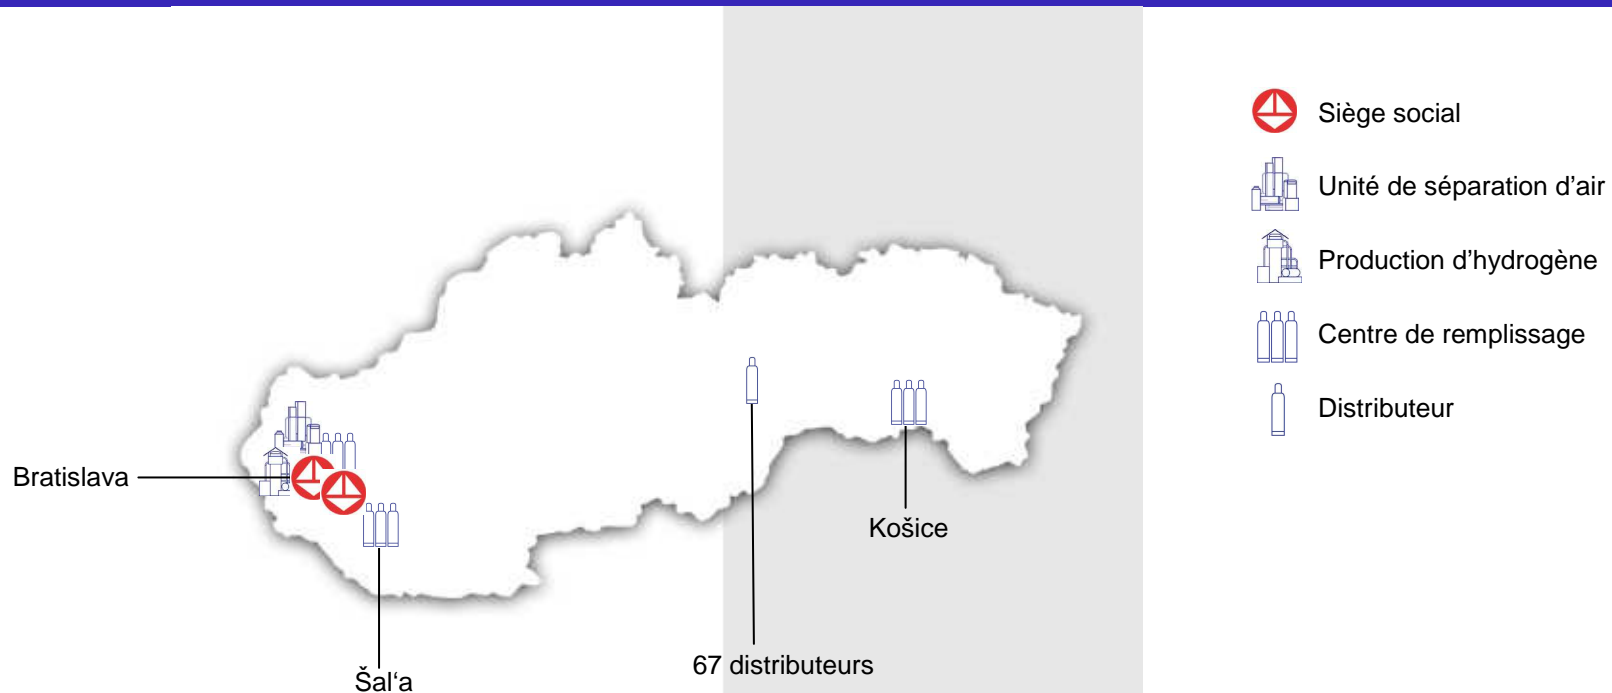 Siège social
Unité de séparation d’air
Production d’hydrogène
Centre de remplissage
Distributeur
Bratislava
Košice
67 distributeurs
Šal‘a